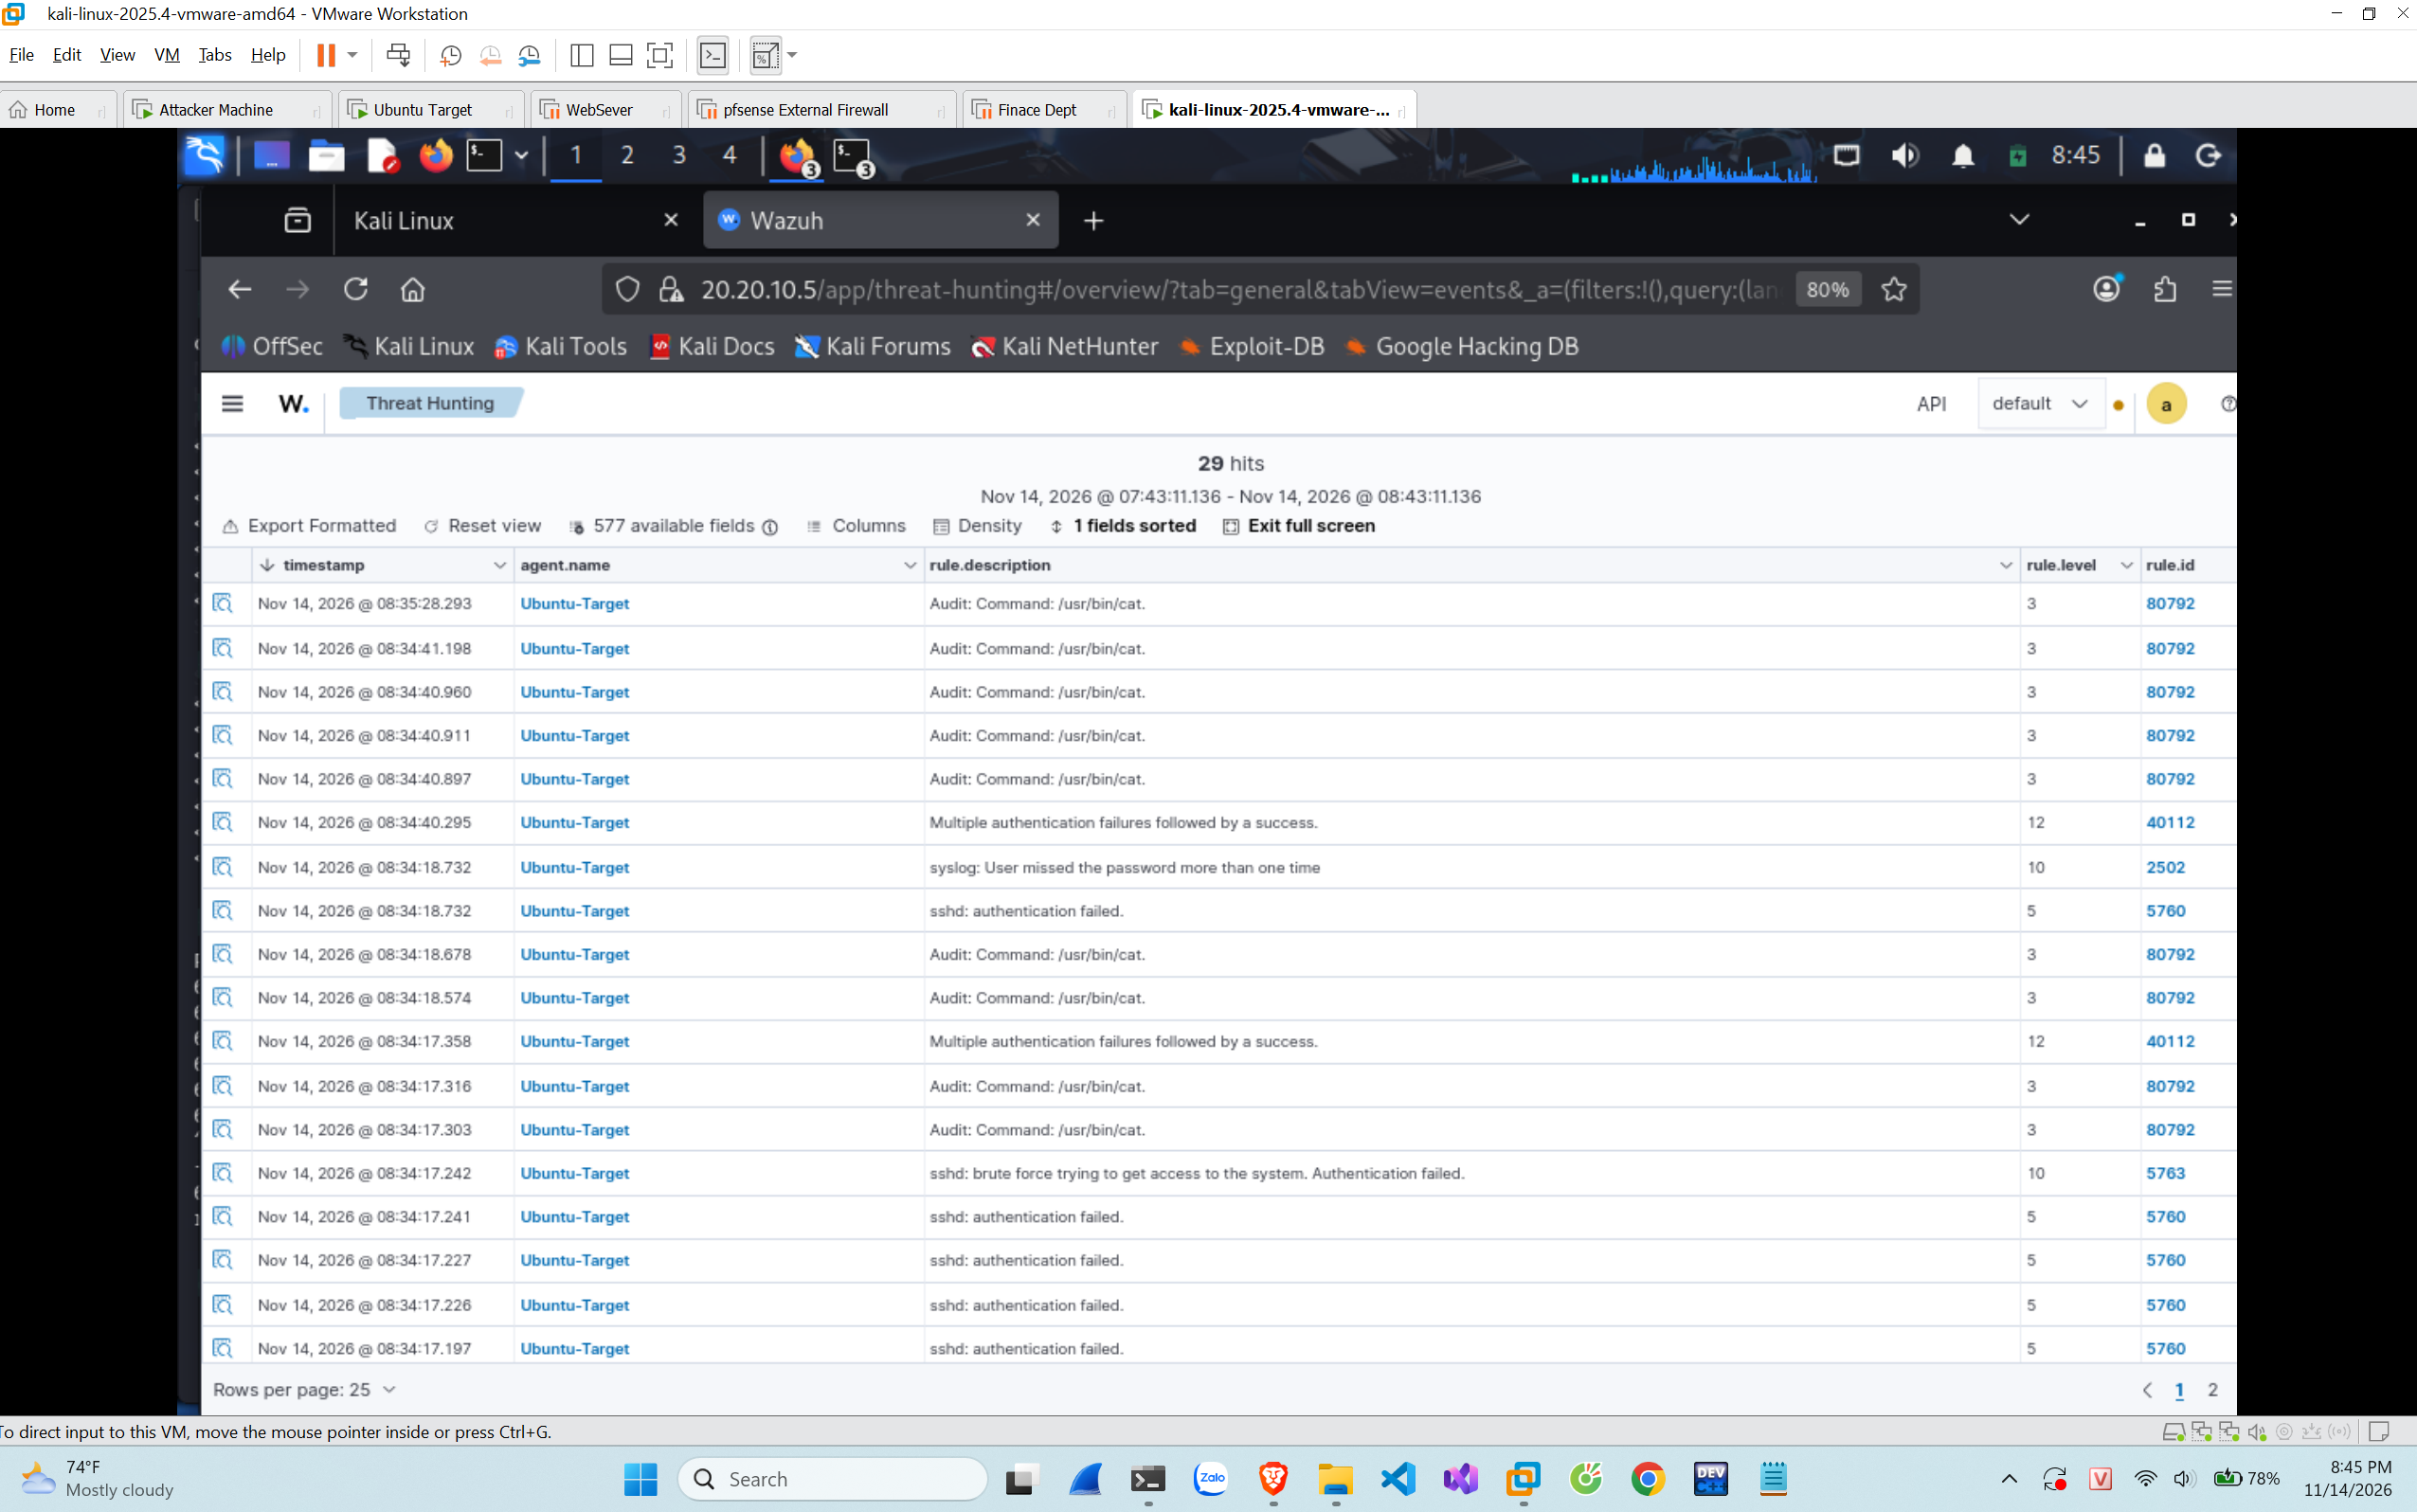 kali-linux-2025.4-vmware-amd64 - VMware Workstation
File Edit View VM Tabs Help
Home Attacker Machine Ubuntu Target WebSever pfsense External Firewall Finace Dept kali-linux-2025.4-vmware-...
1 2 3 4 3 3 8:45
Kali Linux Wazuh
20.20.10.5/app/threat-hunting#/overview/?tab=general&tabView=events&_a=(filters:!(),query:(lan 80%
OffSec Kali Linux Kali Tools Kali Docs Kali Forums Kali NetHunter Exploit-DB Google Hacking DB
W. Threat Hunting API default a
29 hits
Nov 14, 2026 @ 07:43:11.136 - Nov 14, 2026 @ 08:43:11.136
Export Formatted Reset view 577 available fields Columns Density 1 fields sorted Exit full screen
timestamp agent.name rule.description rule.level rule.id
Nov 14, 2026 @ 08:35:28.293 Ubuntu-Target Audit: Command: /usr/bin/cat. 3 80792
Nov 14, 2026 @ 08:34:41.198 Ubuntu-Target Audit: Command: /usr/bin/cat. 3 80792
Nov 14, 2026 @ 08:34:40.960 Ubuntu-Target Audit: Command: /usr/bin/cat. 3 80792
Nov 14, 2026 @ 08:34:40.911 Ubuntu-Target Audit: Command: /usr/bin/cat. 3 80792
Nov 14, 2026 @ 08:34:40.897 Ubuntu-Target Audit: Command: /usr/bin/cat. 3 80792
Nov 14, 2026 @ 08:34:40.295 Ubuntu-Target Multiple authentication failures followed by a success. 12 40112
Nov 14, 2026 @ 08:34:18.732 Ubuntu-Target syslog: User missed the password more than one time 10 2502
Nov 14, 2026 @ 08:34:18.732 Ubuntu-Target sshd: authentication failed. 5 5760
Nov 14, 2026 @ 08:34:18.678 Ubuntu-Target Audit: Command: /usr/bin/cat. 3 80792
Nov 14, 2026 @ 08:34:18.574 Ubuntu-Target Audit: Command: /usr/bin/cat. 3 80792
Nov 14, 2026 @ 08:34:17.358 Ubuntu-Target Multiple authentication failures followed by a success. 12 40112
Nov 14, 2026 @ 08:34:17.316 Ubuntu-Target Audit: Command: /usr/bin/cat. 3 80792
Nov 14, 2026 @ 08:34:17.303 Ubuntu-Target Audit: Command: /usr/bin/cat. 3 80792
Nov 14, 2026 @ 08:34:17.242 Ubuntu-Target sshd: brute force trying to get access to the system. Authentication failed. 10 5763
Nov 14, 2026 @ 08:34:17.241 Ubuntu-Target sshd: authentication failed. 5 5760
Nov 14, 2026 @ 08:34:17.227 Ubuntu-Target sshd: authentication failed. 5 5760
Nov 14, 2026 @ 08:34:17.226 Ubuntu-Target sshd: authentication failed. 5 5760
Nov 14, 2026 @ 08:34:17.197 Ubuntu-Target sshd: authentication failed. 5 5760
Rows per page: 25 1 2
To direct input to this VM, move the mouse pointer inside or press Ctrl+G.
74°F
Mostly cloudy
Search
Zalo
DEV C++
V
78%
8:45 PM
11/14/2026